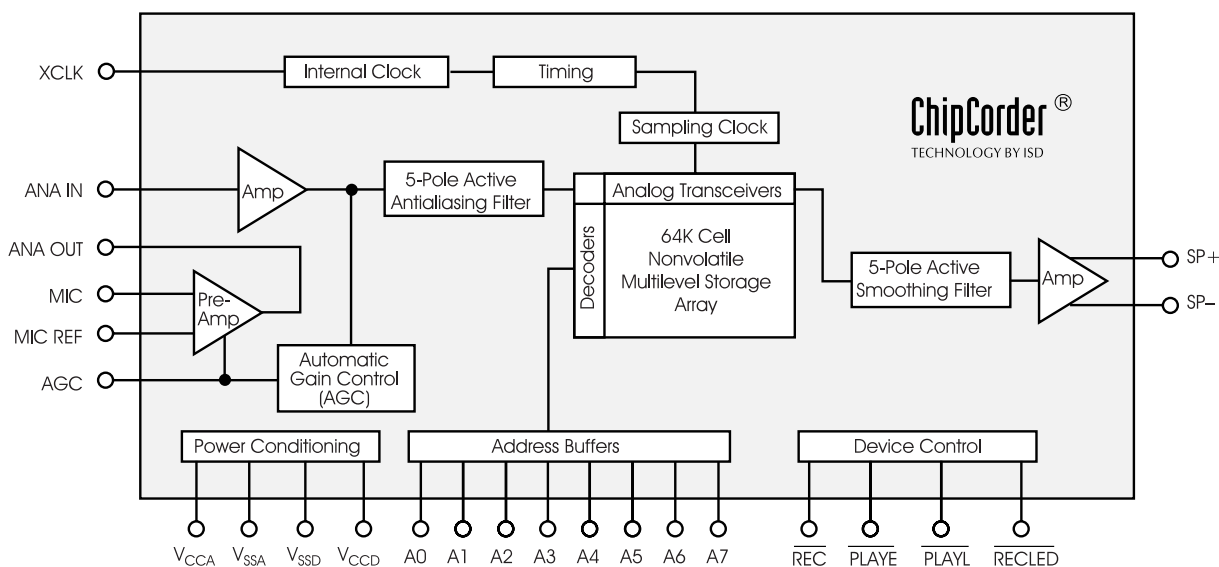 XCLK
Internal Clock
Timing
Sampling Clock
ChipCorder ®
TECHNOLOGY BY ISD
ANA IN
Amp
5-Pole Active
Antialiasing Filter
Analog Transceivers
Decoders
64K Cell
Nonvolatile
Multilevel Storage
Array
ANA OUT
MIC
Pre-
Amp
MIC REF
AGC
Automatic
Gain Control
(AGC)
5-Pole Active
Smoothing Filter
Amp
SP+
SP–
Power Conditioning
Address Buffers
Device Control
VCCA VSSA VSSD VCCD A0 A1 A2 A3 A4 A5 A6 A7 REC PLAYE PLAYL RECLED